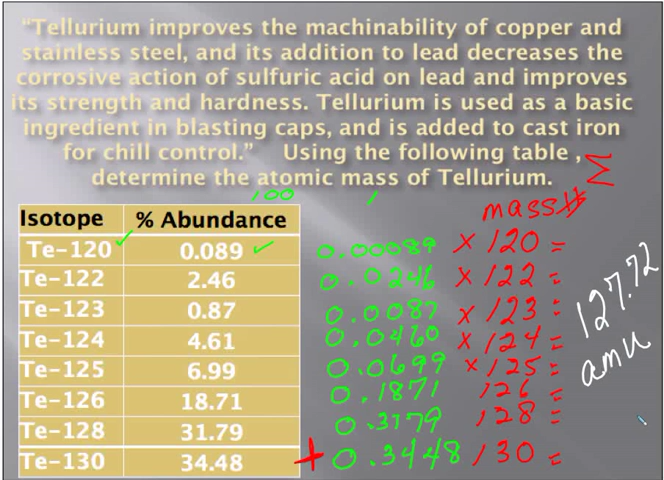 "Tellurium improves the machinability of copper and
stainless steel, and its addition to lead decreases the
corrosive action of sulfuric acid on lead and improves
its strength and hardness. Tellurium is used as a basic
ingredient in blasting caps, and is added to cast iron
for chill control." Using the following table , Σ
determine the atomic mass of Tellurium.
100 1
Isotope % Abundance mass #
Te-120 ✓ 0.089 ✓ 0.00089 × 120 =
Te-122 2.46 0.0246 × 122 =
Te-123 0.87 0.0087 × 123 =
Te-124 4.61 0.0460 × 124 =
Te-125 6.99 0.0699 × 125 =
Te-126 18.71 0.1871 126 =
Te-128 31.79 0.3179 128 =
Te-130 34.48 + 0.3448 130 =
127.72
amu